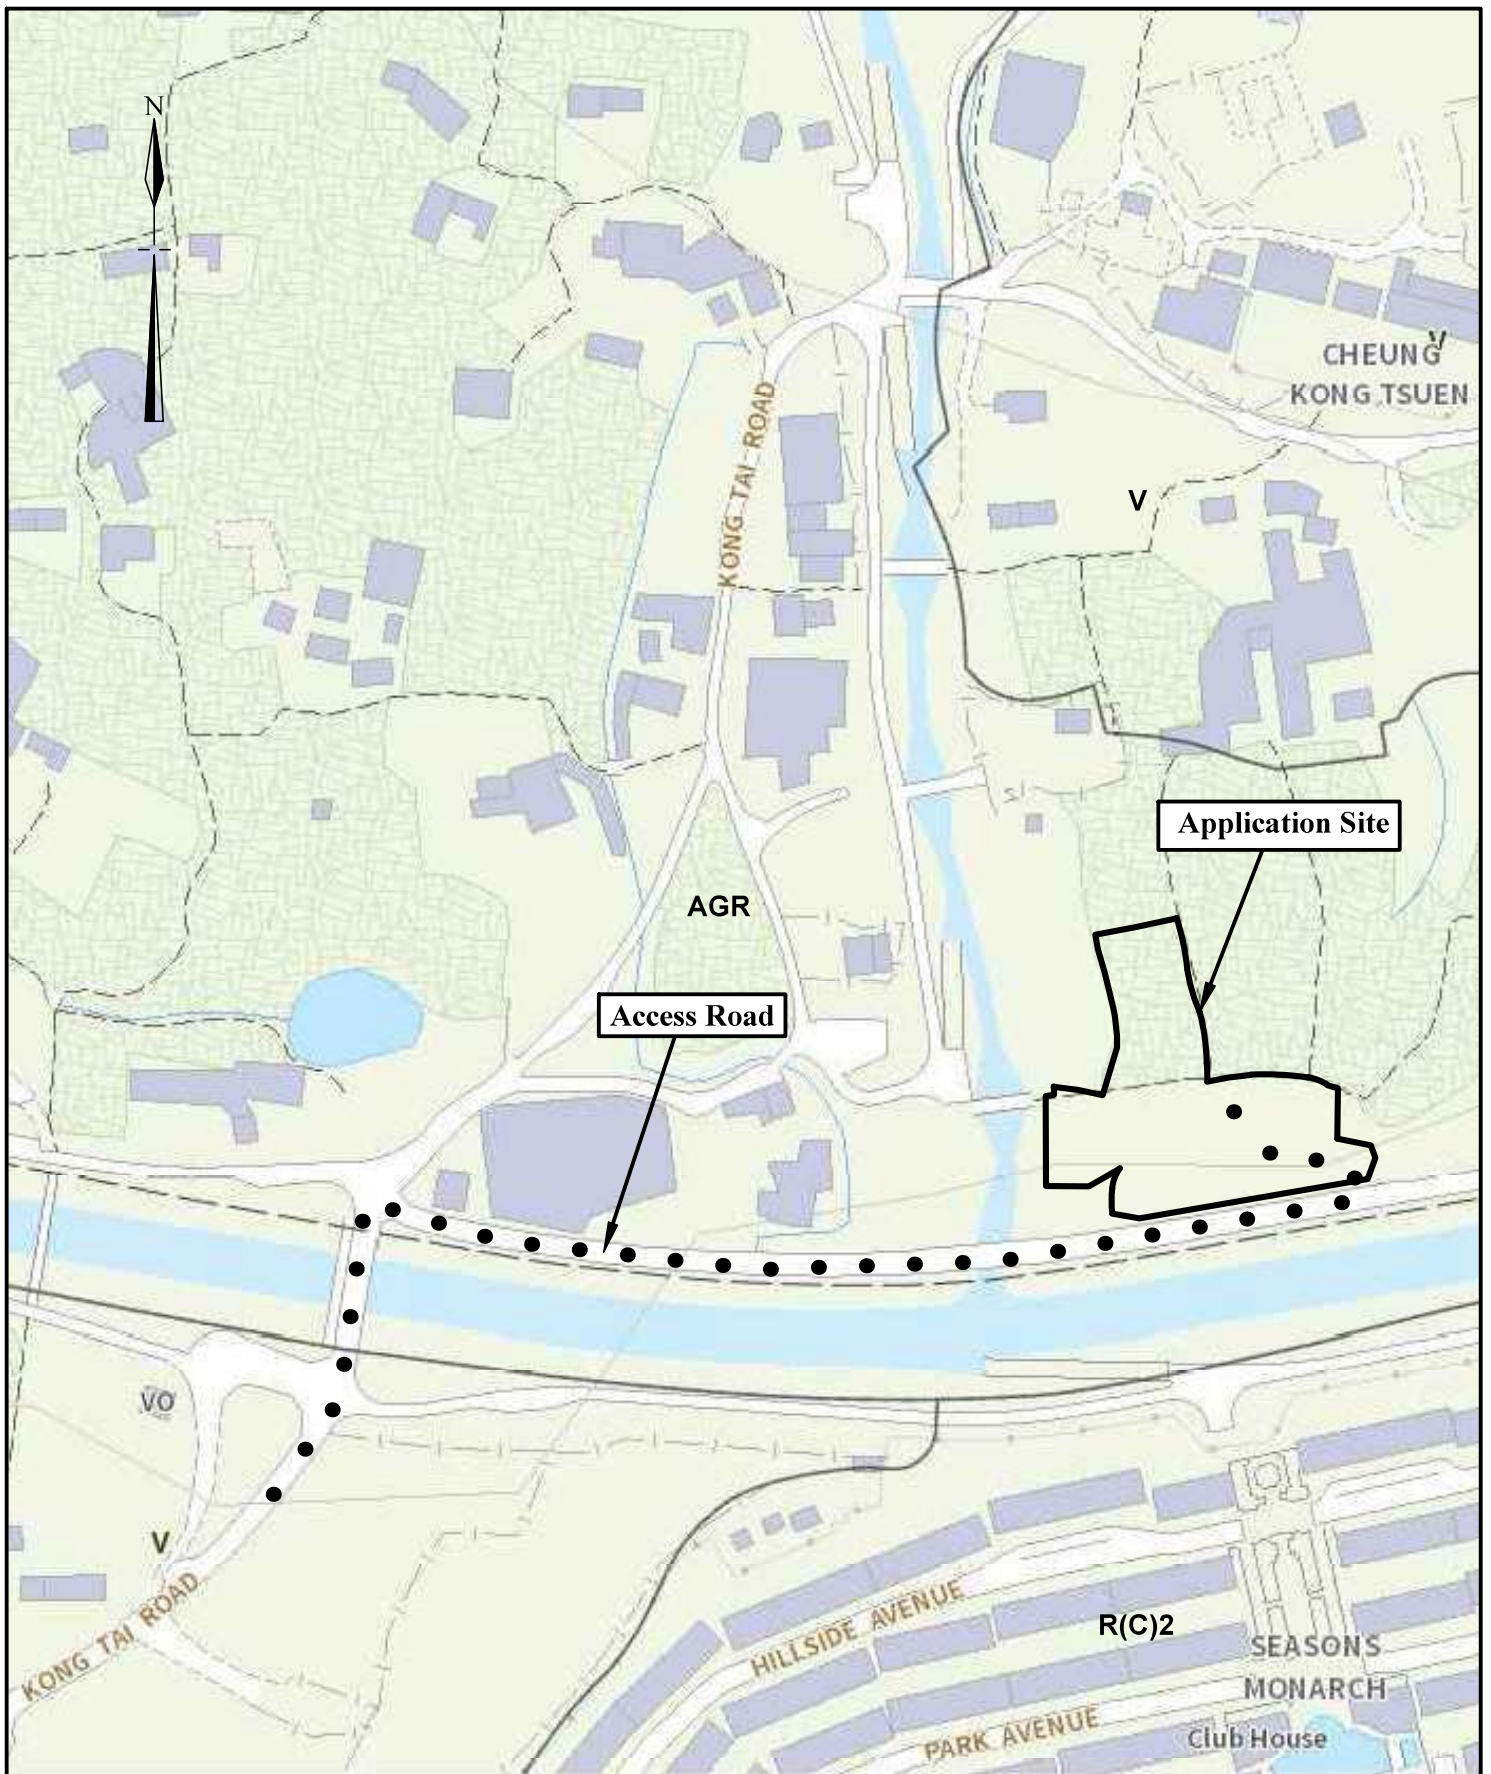 N
V
CHEUNG
KONG TSUEN
KONG TAI ROAD
V
Application Site
AGR
Access Road
VO
V
KONG TAI ROAD
HILLSIDE AVENUE
R(C)2
SEASONS
MONARCH
PARK AVENUE
Club House